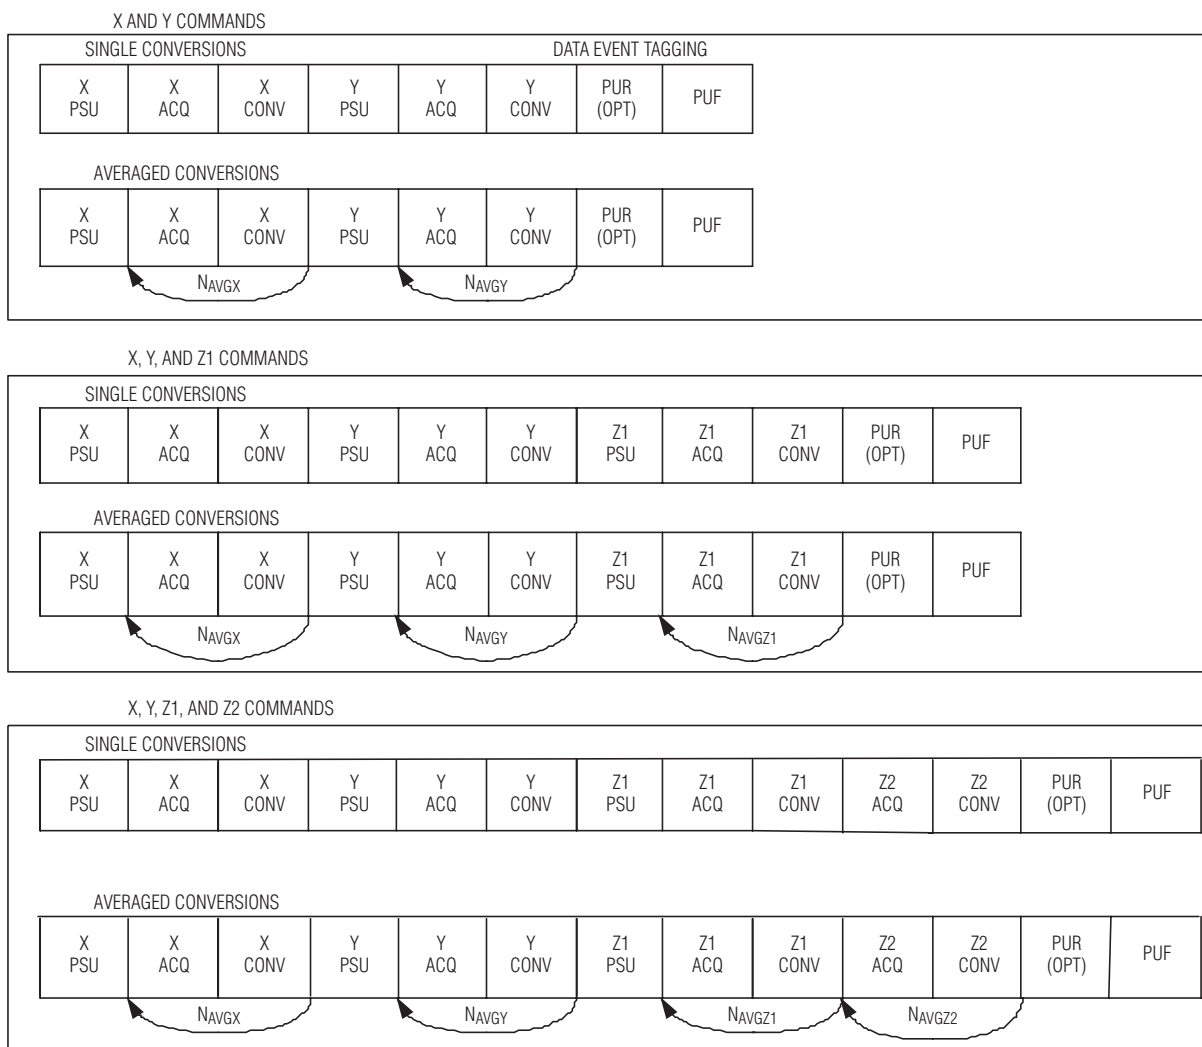 X AND Y COMMANDS
SINGLE CONVERSIONS DATA EVENT TAGGING
X PSU X ACQ X CONV Y PSU Y ACQ Y CONV PUR (OPT) PUF
AVERAGED CONVERSIONS
X PSU X ACQ X CONV Y PSU Y ACQ Y CONV PUR (OPT) PUF
NAVGX NAVGY
X, Y, AND Z1 COMMANDS
SINGLE CONVERSIONS
X PSU X ACQ X CONV Y PSU Y ACQ Y CONV Z1 PSU Z1 ACQ Z1 CONV PUR (OPT) PUF
AVERAGED CONVERSIONS
X PSU X ACQ X CONV Y PSU Y ACQ Y CONV Z1 PSU Z1 ACQ Z1 CONV PUR (OPT) PUF
NAVGX NAVGY NAVGZ1
X, Y, Z1, AND Z2 COMMANDS
SINGLE CONVERSIONS
X PSU X ACQ X CONV Y PSU Y ACQ Y CONV Z1 PSU Z1 ACQ Z1 CONV Z2 ACQ Z2 CONV PUR (OPT) PUF
AVERAGED CONVERSIONS
X PSU X ACQ X CONV Y PSU Y ACQ Y CONV Z1 PSU Z1 ACQ Z1 CONV Z2 ACQ Z2 CONV PUR (OPT) PUF
NAVGX NAVGY NAVGZ1 NAVGZ2